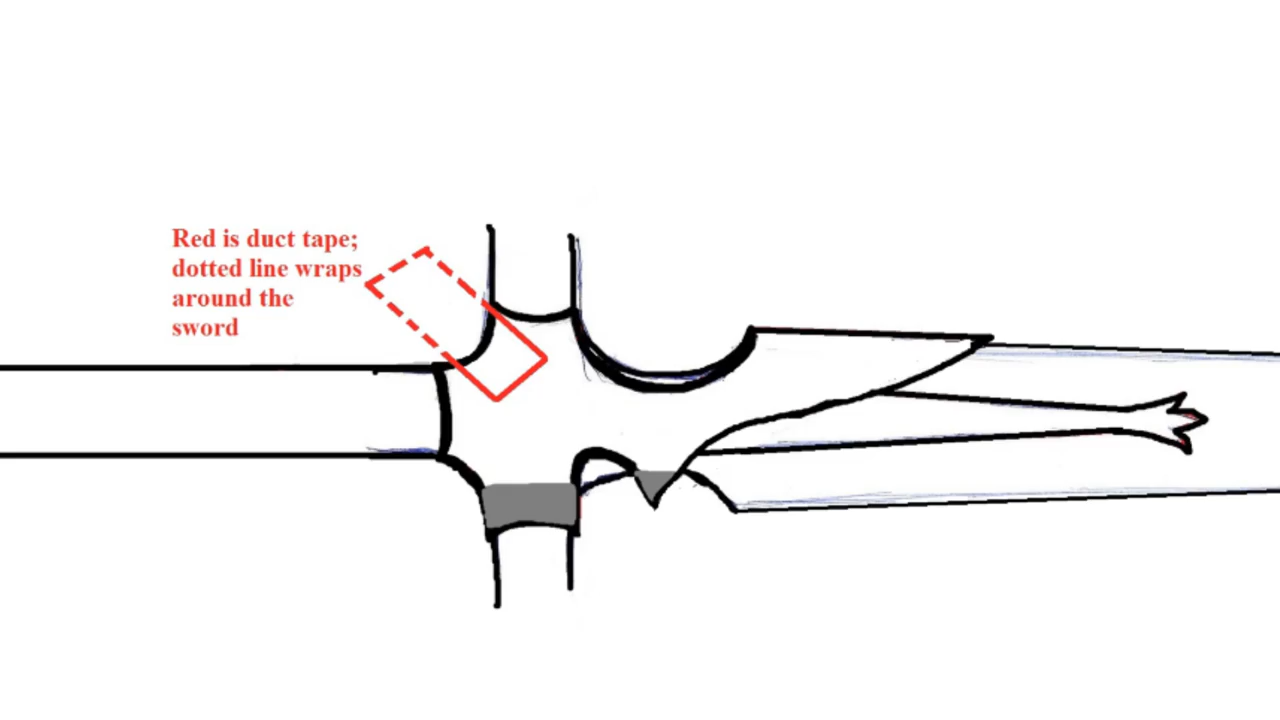 Red is duct tape;
dotted line wraps
around the
sword